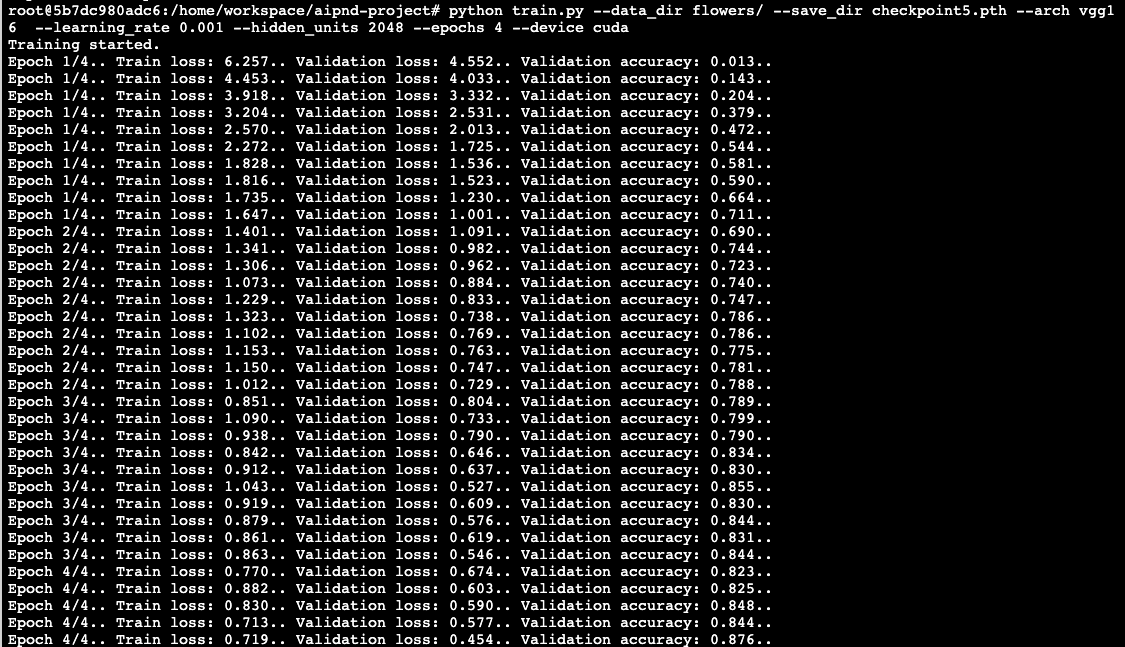 root@5b7dc980adc6:/home/workspace/aipnd-project# python train.py --data_dir flowers/ --save_dir checkpoint5.pth --arch vgg1
6  --learning_rate 0.001 --hidden_units 2048 --epochs 4 --device cuda
Training started.
Epoch 1/4.. Train loss: 6.257.. Validation loss: 4.552.. Validation accuracy: 0.013..
Epoch 1/4.. Train loss: 4.453.. Validation loss: 4.033.. Validation accuracy: 0.143..
Epoch 1/4.. Train loss: 3.918.. Validation loss: 3.332.. Validation accuracy: 0.204..
Epoch 1/4.. Train loss: 3.204.. Validation loss: 2.531.. Validation accuracy: 0.379..
Epoch 1/4.. Train loss: 2.570.. Validation loss: 2.013.. Validation accuracy: 0.472..
Epoch 1/4.. Train loss: 2.272.. Validation loss: 1.725.. Validation accuracy: 0.544..
Epoch 1/4.. Train loss: 1.828.. Validation loss: 1.536.. Validation accuracy: 0.581..
Epoch 1/4.. Train loss: 1.816.. Validation loss: 1.523.. Validation accuracy: 0.590..
Epoch 1/4.. Train loss: 1.735.. Validation loss: 1.230.. Validation accuracy: 0.664..
Epoch 1/4.. Train loss: 1.647.. Validation loss: 1.001.. Validation accuracy: 0.711..
Epoch 2/4.. Train loss: 1.401.. Validation loss: 1.091.. Validation accuracy: 0.690..
Epoch 2/4.. Train loss: 1.341.. Validation loss: 0.982.. Validation accuracy: 0.744..
Epoch 2/4.. Train loss: 1.306.. Validation loss: 0.962.. Validation accuracy: 0.723..
Epoch 2/4.. Train loss: 1.073.. Validation loss: 0.884.. Validation accuracy: 0.740..
Epoch 2/4.. Train loss: 1.229.. Validation loss: 0.833.. Validation accuracy: 0.747..
Epoch 2/4.. Train loss: 1.323.. Validation loss: 0.738.. Validation accuracy: 0.786..
Epoch 2/4.. Train loss: 1.102.. Validation loss: 0.769.. Validation accuracy: 0.786..
Epoch 2/4.. Train loss: 1.153.. Validation loss: 0.763.. Validation accuracy: 0.775..
Epoch 2/4.. Train loss: 1.150.. Validation loss: 0.747.. Validation accuracy: 0.781..
Epoch 2/4.. Train loss: 1.012.. Validation loss: 0.729.. Validation accuracy: 0.788..
Epoch 3/4.. Train loss: 0.851.. Validation loss: 0.804.. Validation accuracy: 0.789..
Epoch 3/4.. Train loss: 1.090.. Validation loss: 0.733.. Validation accuracy: 0.799..
Epoch 3/4.. Train loss: 0.938.. Validation loss: 0.790.. Validation accuracy: 0.790..
Epoch 3/4.. Train loss: 0.842.. Validation loss: 0.646.. Validation accuracy: 0.834..
Epoch 3/4.. Train loss: 0.912.. Validation loss: 0.637.. Validation accuracy: 0.830..
Epoch 3/4.. Train loss: 1.043.. Validation loss: 0.527.. Validation accuracy: 0.855..
Epoch 3/4.. Train loss: 0.919.. Validation loss: 0.609.. Validation accuracy: 0.830..
Epoch 3/4.. Train loss: 0.879.. Validation loss: 0.576.. Validation accuracy: 0.844..
Epoch 3/4.. Train loss: 0.861.. Validation loss: 0.619.. Validation accuracy: 0.831..
Epoch 3/4.. Train loss: 0.863.. Validation loss: 0.546.. Validation accuracy: 0.844..
Epoch 4/4.. Train loss: 0.770.. Validation loss: 0.674.. Validation accuracy: 0.823..
Epoch 4/4.. Train loss: 0.882.. Validation loss: 0.603.. Validation accuracy: 0.825..
Epoch 4/4.. Train loss: 0.830.. Validation loss: 0.590.. Validation accuracy: 0.848..
Epoch 4/4.. Train loss: 0.713.. Validation loss: 0.577.. Validation accuracy: 0.844..
Epoch 4/4.. Train loss: 0.719.. Validation loss: 0.454.. Validation accuracy: 0.876..